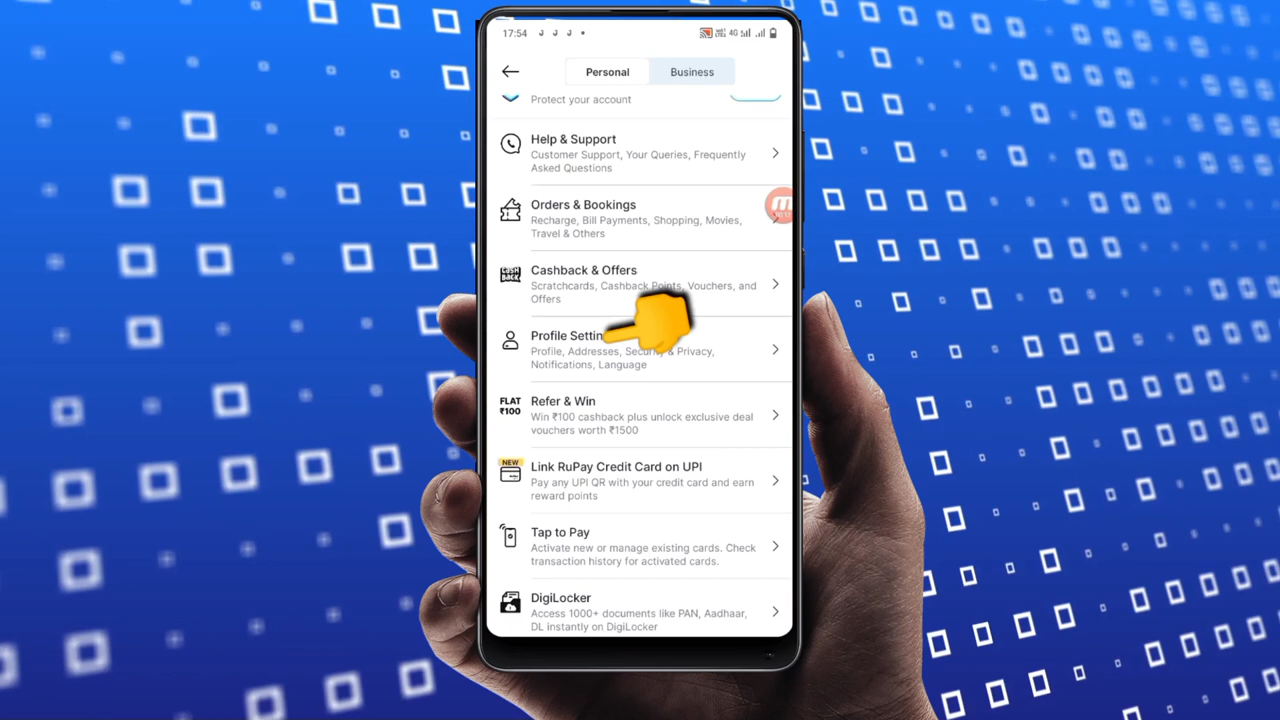 17:54
4G
Personal
Business
Protect your account
Help & Support
Customer Support, Your Queries, Frequently
Asked Questions
Orders & Bookings
Recharge, Bill Payments, Shopping, Movies,
Travel & Others
CASH
BACK
Cashback & Offers
Scratchcards, Cashback Points, Vouchers, and
Offers
Profile Settin
Profile, Addresses, Security & Privacy,
Notifications, Language
FLAT
₹100
Refer & Win
Win ₹100 cashback plus unlock exclusive deal
vouchers worth ₹1500
NEW
Link RuPay Credit Card on UPI
Pay any UPI QR with your credit card and earn
reward points
Tap to Pay
Activate new or manage existing cards. Check
transaction history for activated cards.
DigiLocker
Access 1000+ documents like PAN, Aadhaar,
DL instantly on DigiLocker